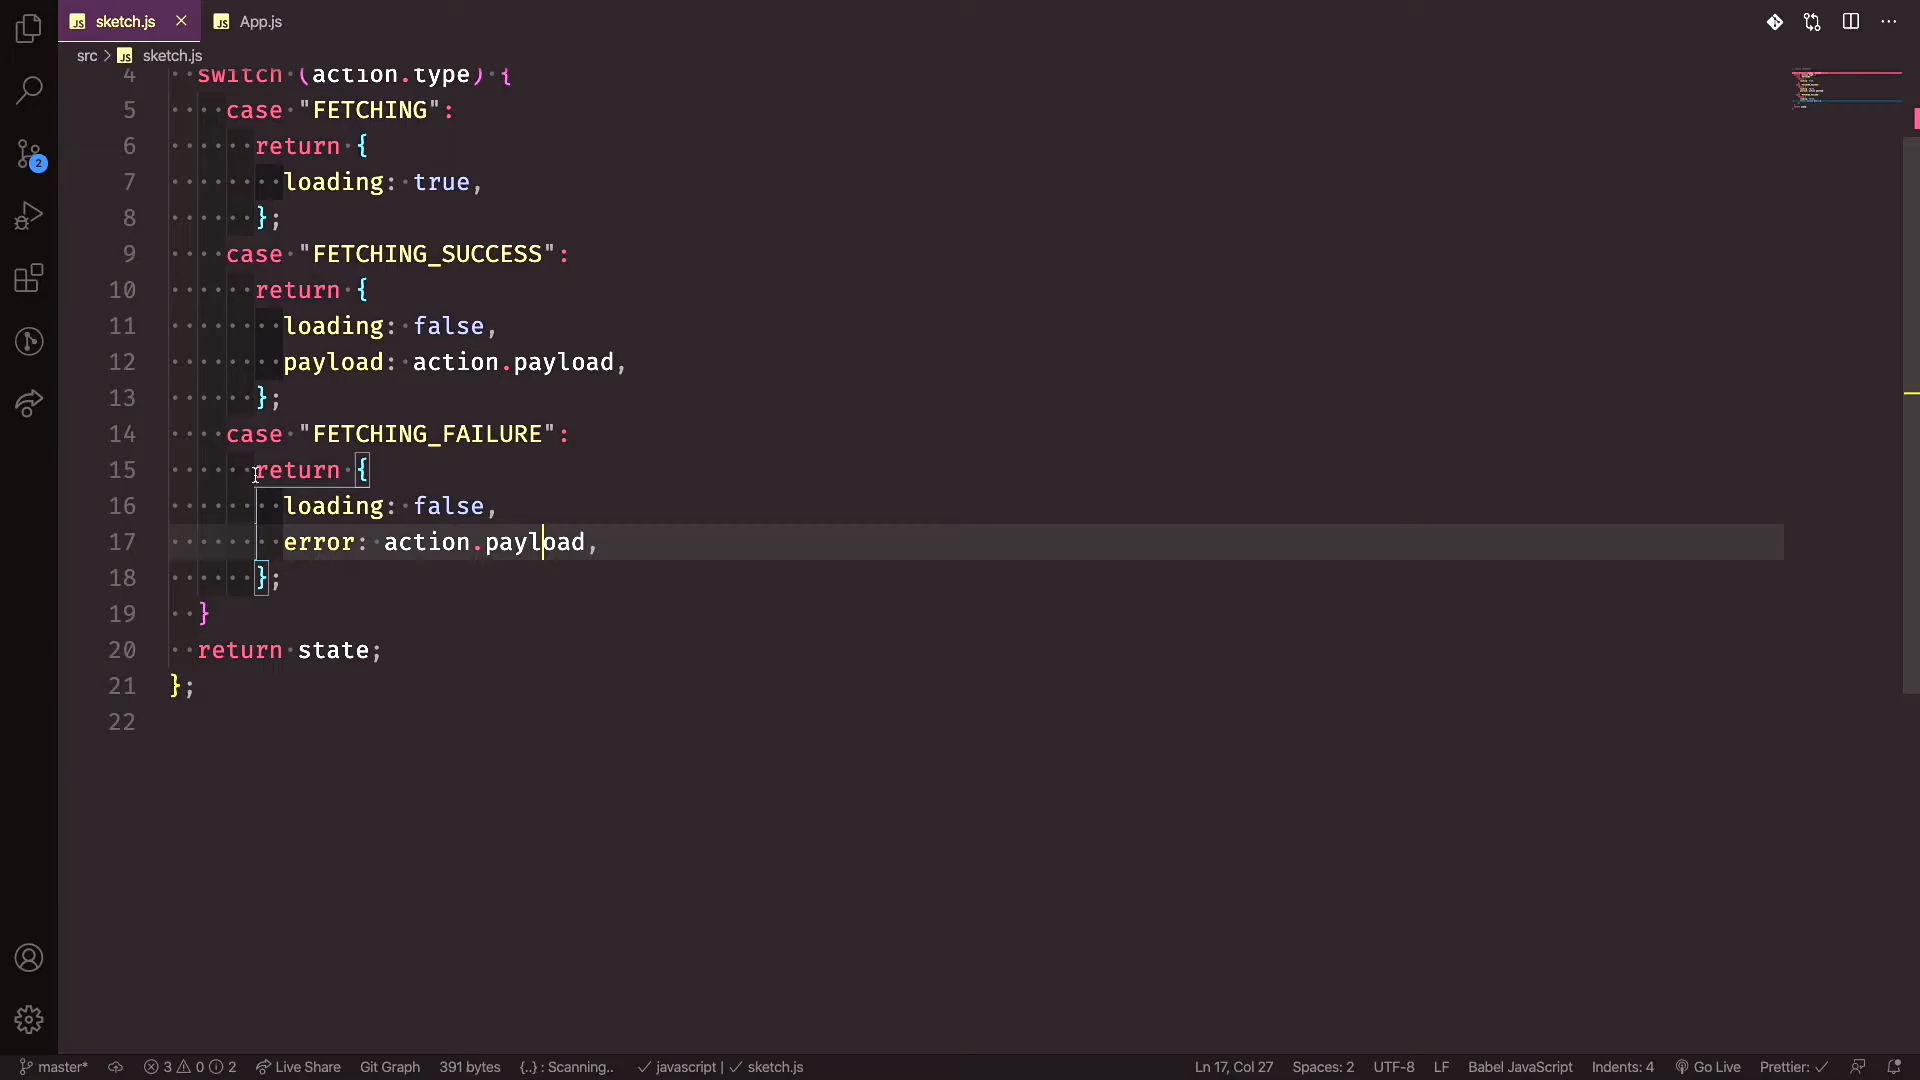 JS sketch.js × JS App.js
src > JS sketch.js
4 switch (action.type) {
5 case "FETCHING":
6 return {
7 loading: true,
8 };
9 case "FETCHING_SUCCESS":
10 return {
11 loading: false,
12 payload: action.payload,
13 };
14 case "FETCHING_FAILURE":
15 return {
16 loading: false,
17 error: action.payload,
18 };
19 }
20 return state;
21 };
22
2
master* 3 0 2 Live Share Git Graph 391 bytes {..} : Scanning.. ✓ javascript | ✓ sketch.js Ln 17, Col 27 Spaces: 2 UTF-8 LF Babel JavaScript Indents: 4 Go Live Prettier: ✓